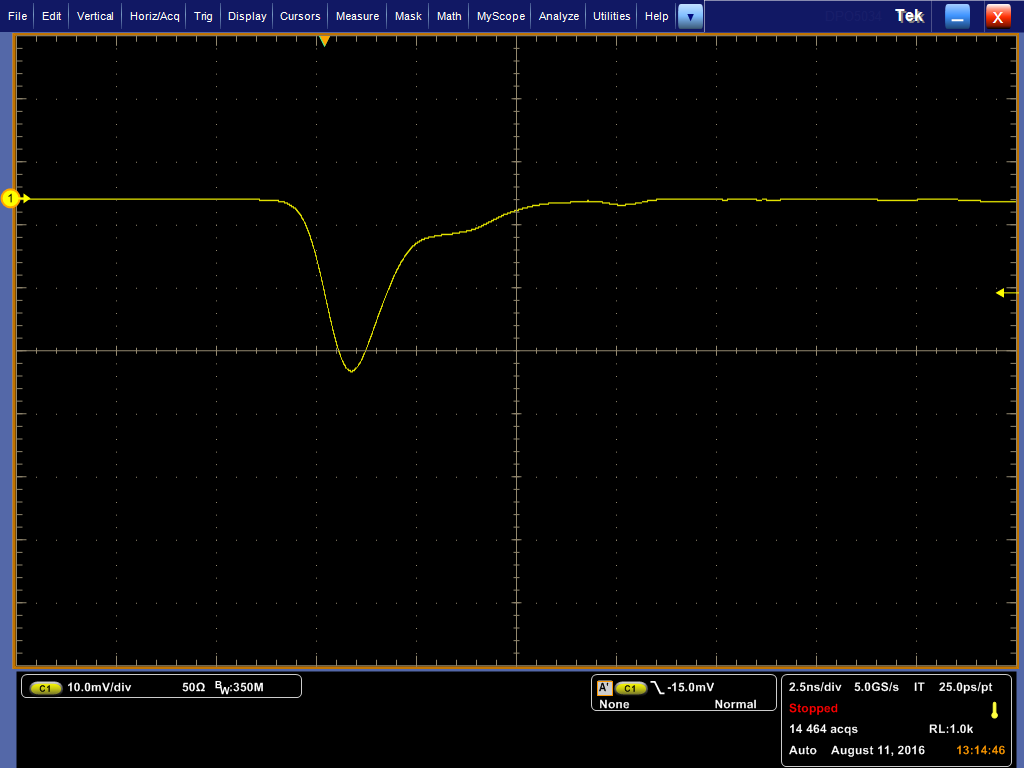 File Edit Vertical Horiz/Acq Trig Display Cursors Measure Mask Math MyScope Analyze Utilities Help Tek X
1
C1 10.0mV/div 50Ω BW:350M
A' C1 -15.0mV
None Normal
2.5ns/div 5.0GS/s IT 25.0ps/pt
Stopped
14 464 acqs RL:1.0k
Auto August 11, 2016 13:14:46